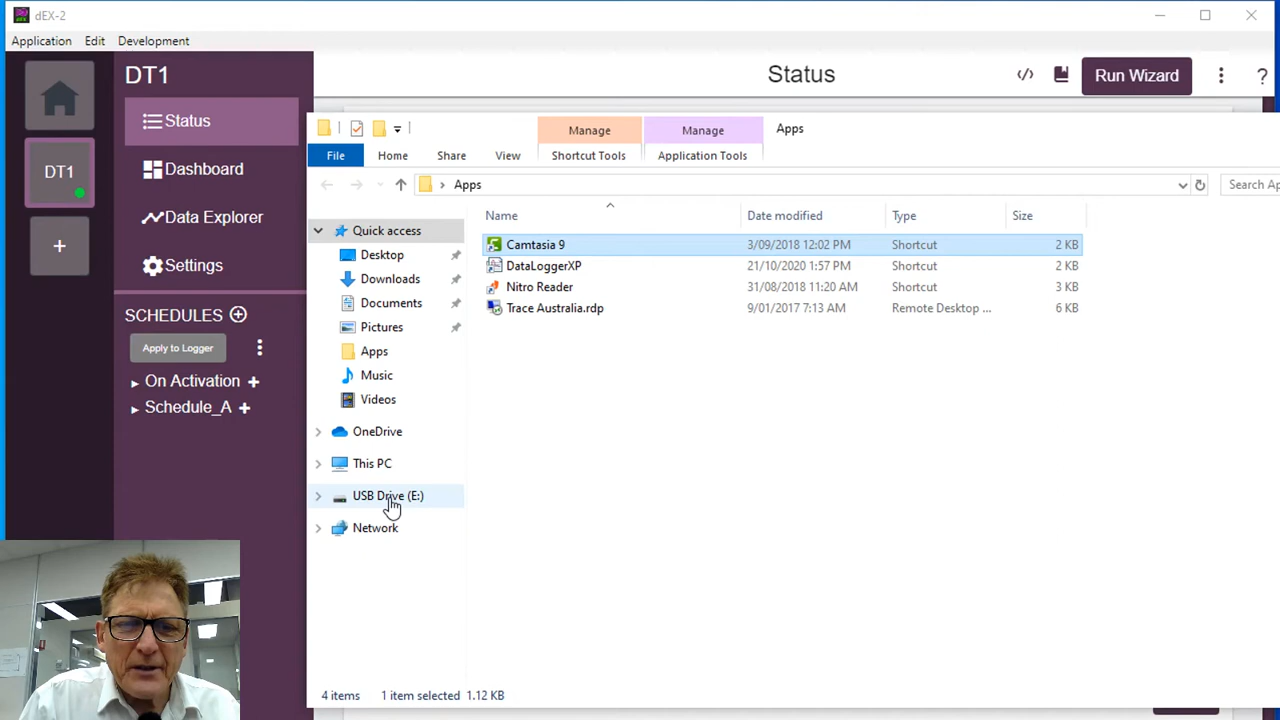 dEX-2
Application Edit Development
DT1
Status
Run Wizard
?
Status
Dashboard
DT1
Data Explorer
+
Settings
SCHEDULES
Apply to Logger
On Activation
Schedule_A
Manage Manage Apps
File Home Share View Shortcut Tools Application Tools
Apps
Search Ap
Quick access
Desktop
Downloads
Documents
Pictures
Apps
Music
Videos
OneDrive
This PC
USB Drive (E:)
Network
Name Date modified Type Size
Camtasia 9 3/09/2018 12:02 PM Shortcut 2 KB
DataLoggerXP 21/10/2020 1:57 PM Shortcut 2 KB
Nitro Reader 31/08/2018 11:20 AM Shortcut 3 KB
Trace Australia.rdp 9/01/2017 7:13 AM Remote Desktop ... 6 KB
4 items 1 item selected 1.12 KB